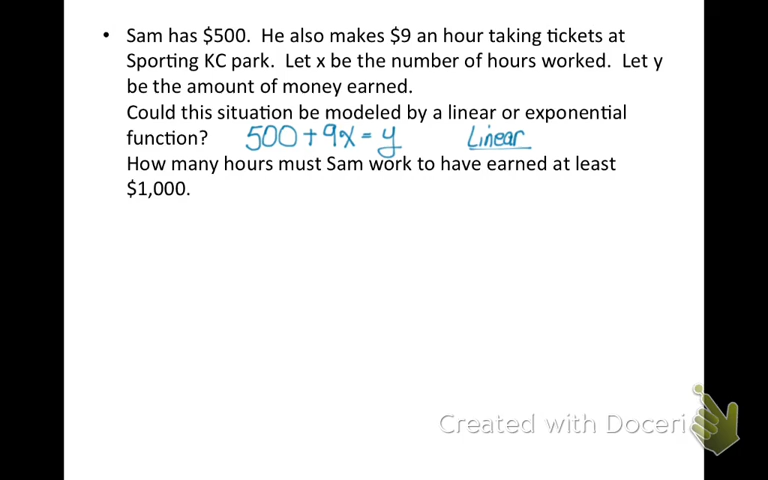 • Sam has $500. He also makes $9 an hour taking tickets at
Sporting KC park. Let x be the number of hours worked. Let y
be the amount of money earned.
Could this situation be modeled by a linear or exponential
function? 500+9x=y Linear
How many hours must Sam work to have earned at least
$1,000.
Created with Doceri